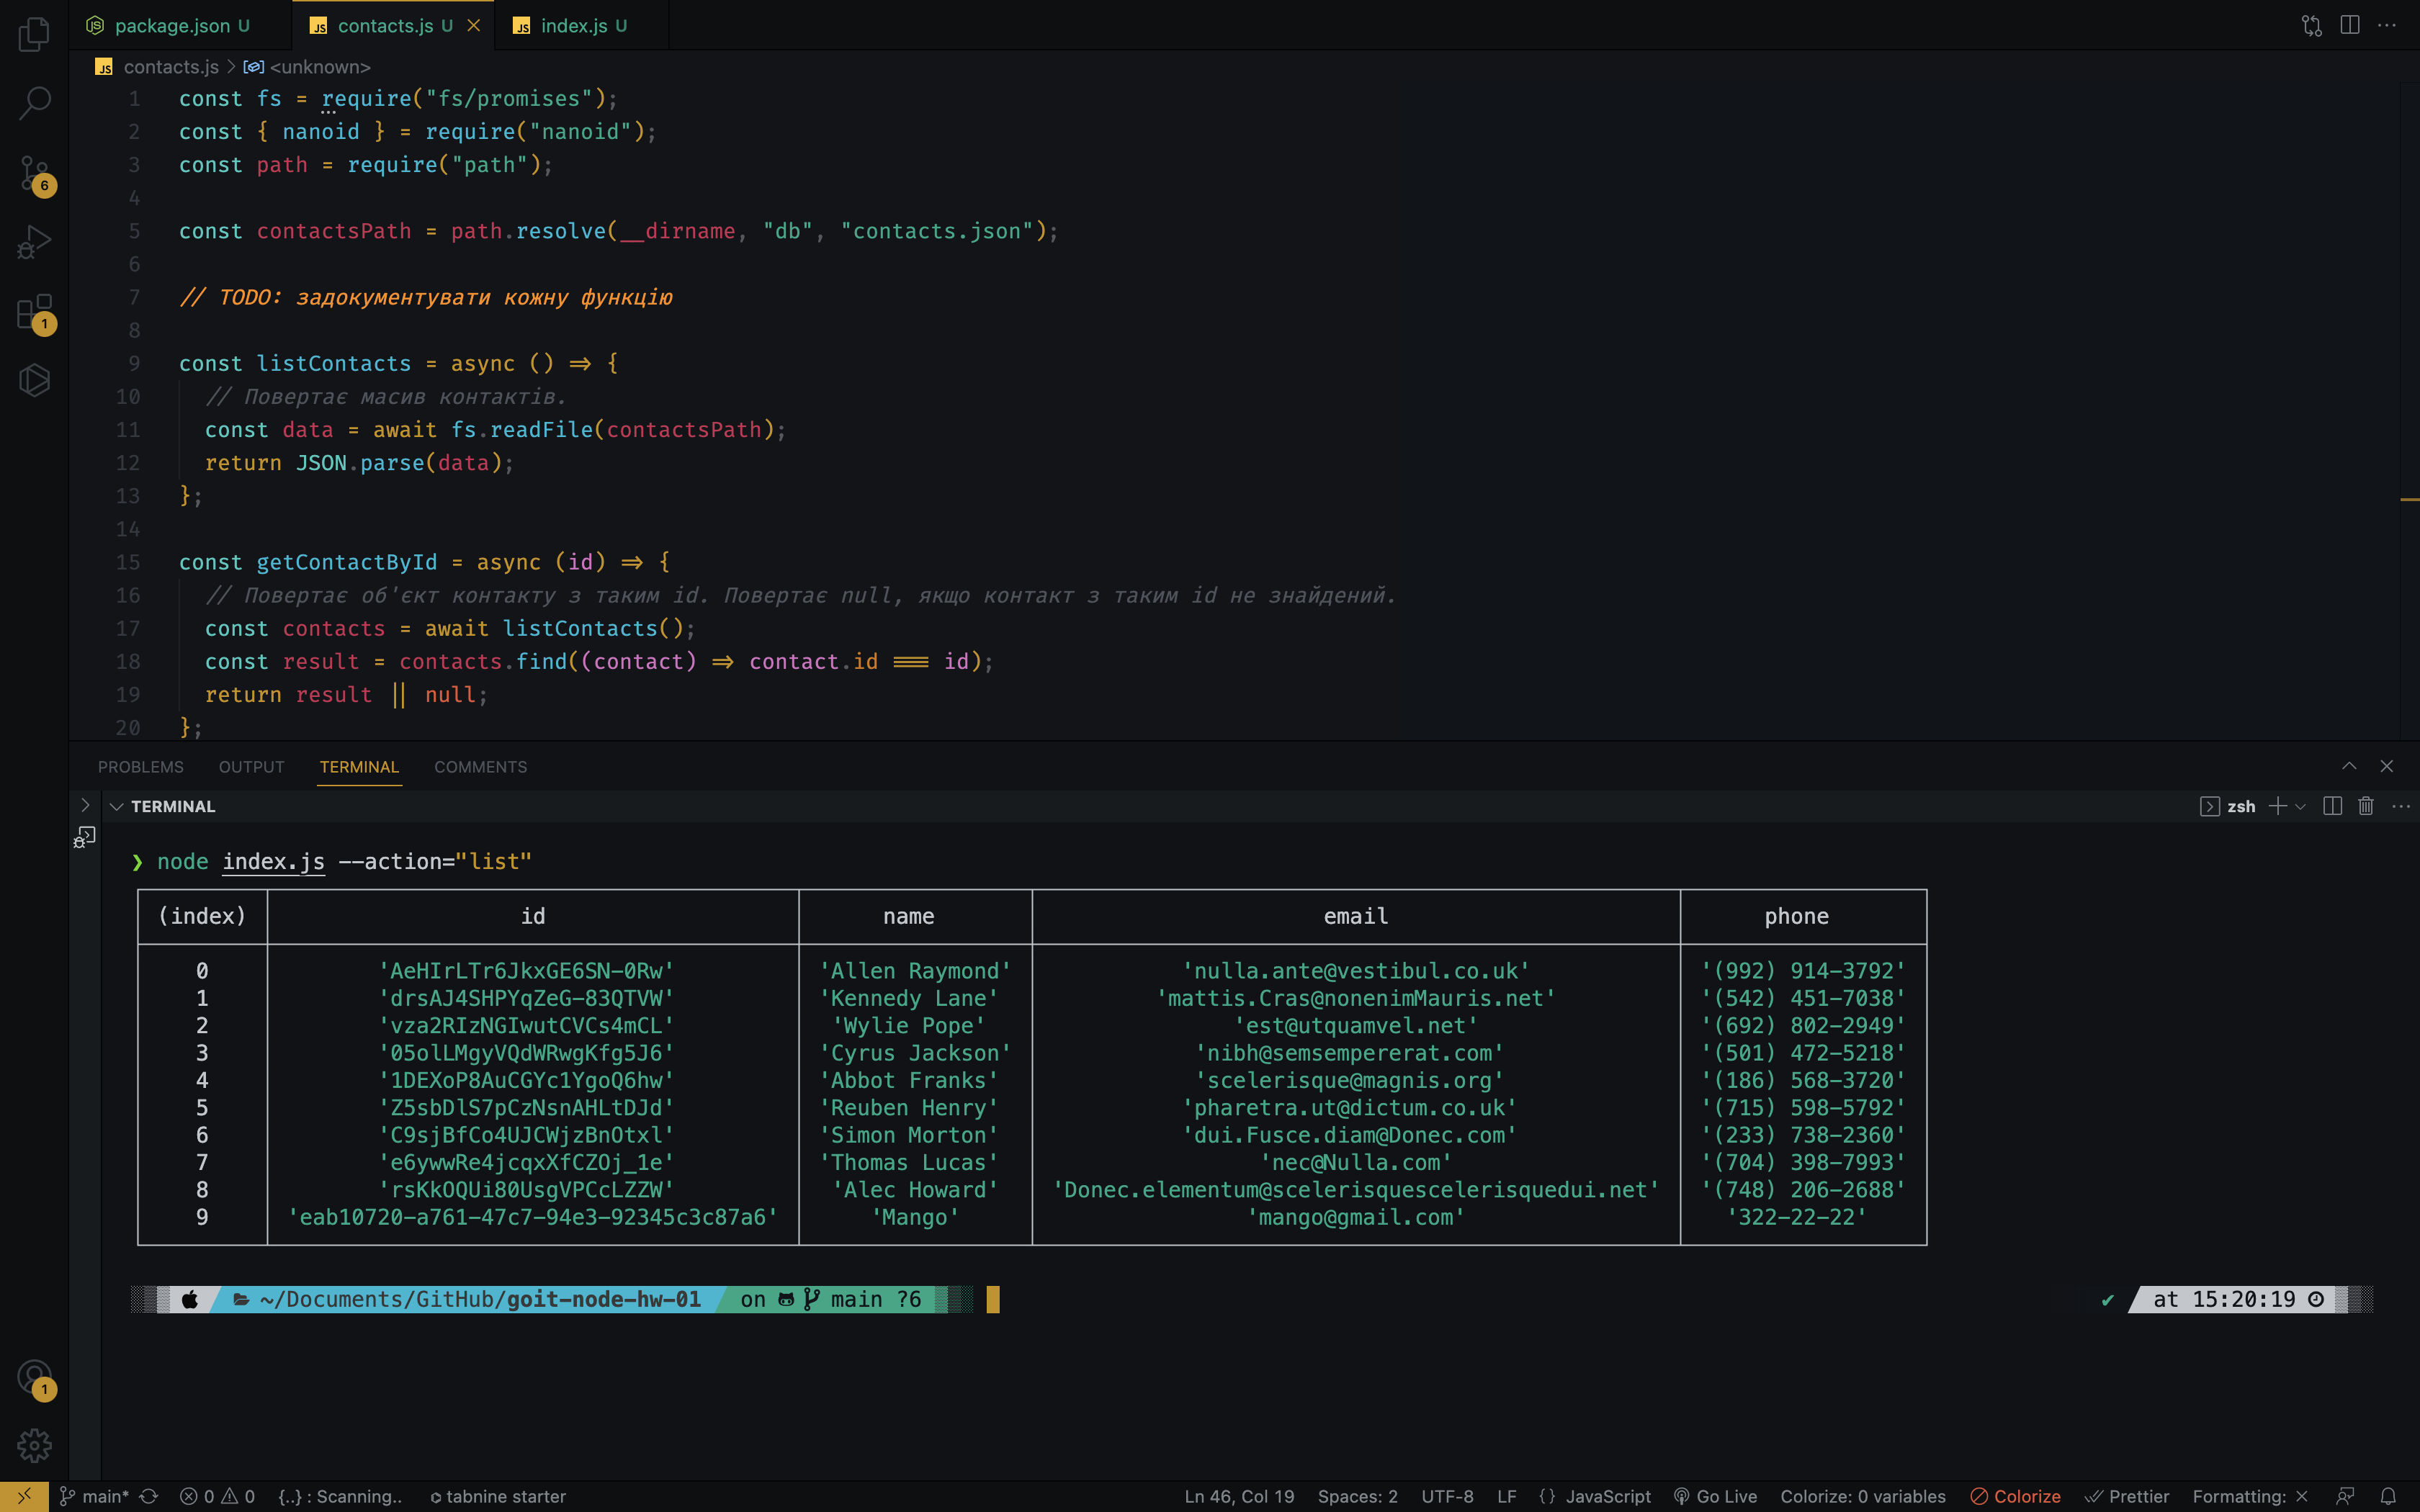 package.json U
contacts.js U
index.js U
contacts.js > <unknown>
6
1
1 const fs = require("fs/promises");
2 const { nanoid } = require("nanoid");
3 const path = require("path");
4
5 const contactsPath = path.resolve(__dirname, "db", "contacts.json");
6
7 // TODO: задокументувати кожну функцію
8
9 const listContacts = async () => {
10 // Повертає масив контактів.
11 const data = await fs.readFile(contactsPath);
12 return JSON.parse(data);
13 };
14
15 const getContactById = async (id) => {
16 // Повертає об'єкт контакту з таким id. Повертає null, якщо контакт з таким id не знайдений.
17 const contacts = await listContacts();
18 const result = contacts.find((contact) => contact.id === id);
19 return result || null;
20 };
PROBLEMS OUTPUT TERMINAL COMMENTS
TERMINAL zsh
❯ node index.js --action="list"
(index) id name email phone
0 'AeHIrLTr6JkxGE6SN-0Rw' 'Allen Raymond' 'nulla.ante@vestibul.co.uk' '(992) 914-3792'
1 'drsAJ4SHPYqZeG-83QTVW' 'Kennedy Lane' 'mattis.Cras@nonenimMauris.net' '(542) 451-7038'
2 'vza2RIzNGIwutCVCs4mCL' 'Wylie Pope' 'est@utquamvel.net' '(692) 802-2949'
3 '05olLMgyVQdWRwgKfg5J6' 'Cyrus Jackson' 'nibh@semsempererat.com' '(501) 472-5218'
4 '1DEXoP8AuCGYc1YgoQ6hw' 'Abbot Franks' 'scelerisque@magnis.org' '(186) 568-3720'
5 'Z5sbDlS7pCzNsnAHLtDJd' 'Reuben Henry' 'pharetra.ut@dictum.co.uk' '(715) 598-5792'
6 'C9sjBfCo4UJCWjzBnOtxl' 'Simon Morton' 'dui.Fusce.diam@Donec.com' '(233) 738-2360'
7 'e6ywwRe4jcqxXfCZOj_1e' 'Thomas Lucas' 'nec@Nulla.com' '(704) 398-7993'
8 'rsKkOQUi80UsgVPCcLZZW' 'Alec Howard' 'Donec.elementum@scelerisquescelerisquedui.net' '(748) 206-2688'
9 'eab10720-a761-47c7-94e3-92345c3c87a6' 'Mango' 'mango@gmail.com' '322-22-22'
~/Documents/GitHub/goit-node-hw-01 on main ?6 ✔ at 15:20:19
1
main* 0 0 {..} : Scanning.. tabnine starter Ln 46, Col 19 Spaces: 2 UTF-8 LF {} JavaScript Go Live Colorize: 0 variables Colorize Prettier Formatting: ×